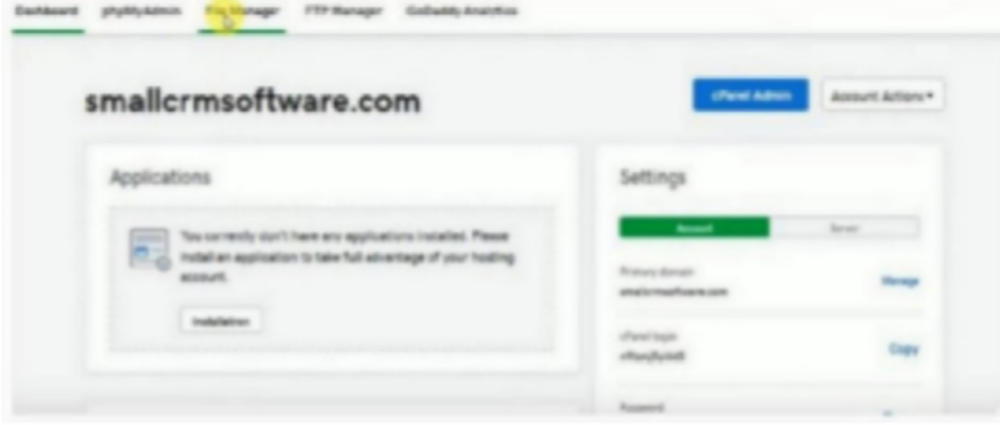 Dashboard phpMyAdmin File Manager FTP Manager GoDaddy Analytics
smallcrmsoftware.com
cPanel Admin
Account Actions
Applications
You currently don't have any applications installed. Please
install an application to take full advantage of your hosting
account.
Installation
Settings
Account
Server
Primary domain
smallcrmsoftware.com
Manage
cPanel login
Copy
Password